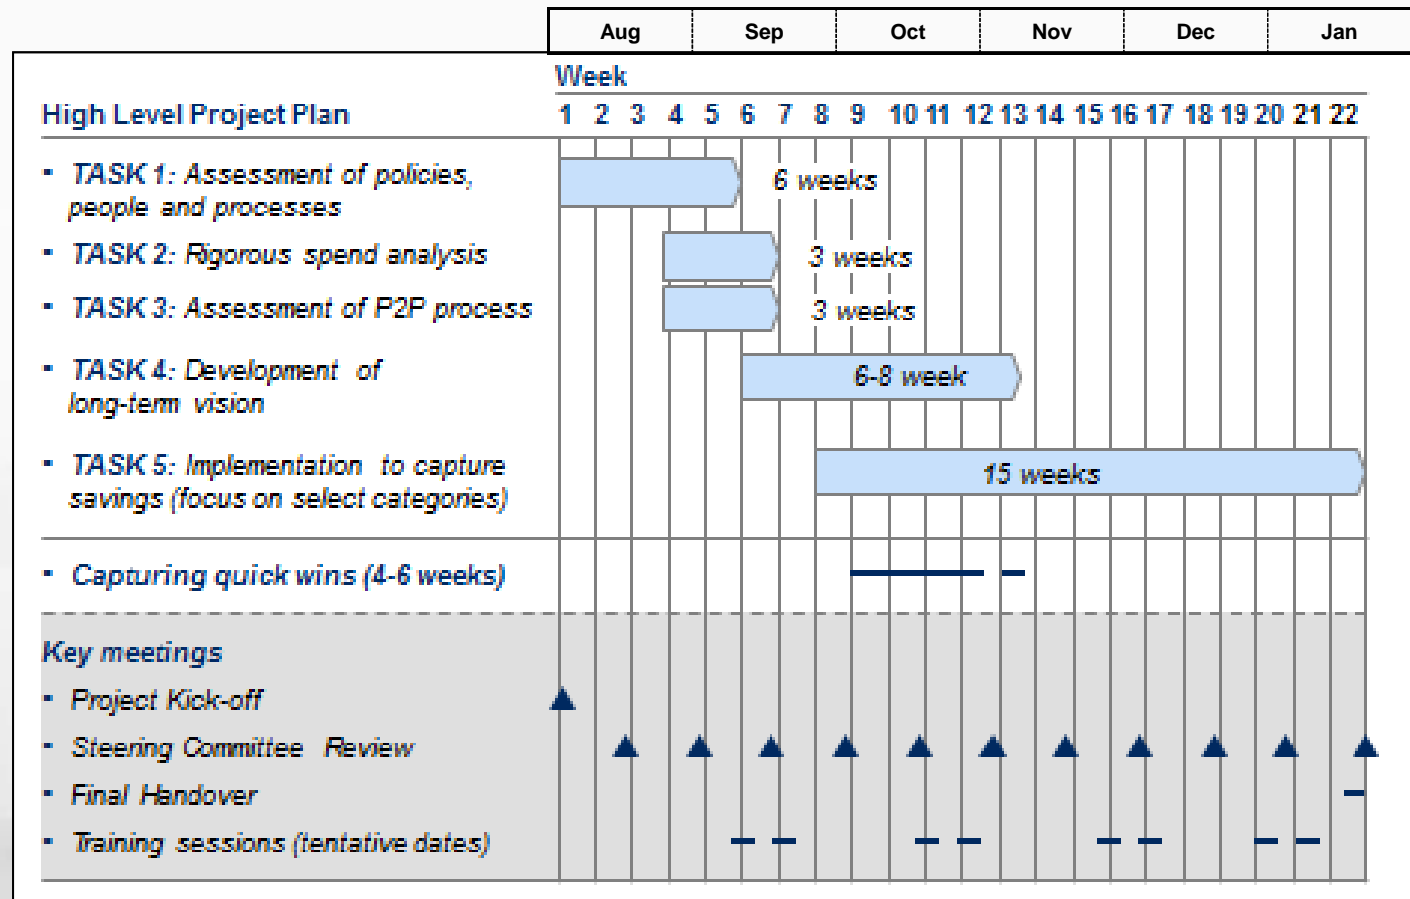 Aug Sep Oct Nov Dec Jan
Week
High Level Project Plan 1 2 3 4 5 6 7 8 9 10 11 12 13 14 15 16 17 18 19 20 21 22
TASK 1: Assessment of policies,
people and processes
6 weeks
TASK 2: Rigorous spend analysis
3 weeks
TASK 3: Assessment of P2P process
3 weeks
TASK 4: Development of
long-term vision
6-8 week
TASK 5: Implementation to capture
savings (focus on select categories)
15 weeks
Capturing quick wins (4-6 weeks)
Key meetings
Project Kick-off
Steering Committee Review
Final Handover
Training sessions (tentative dates)